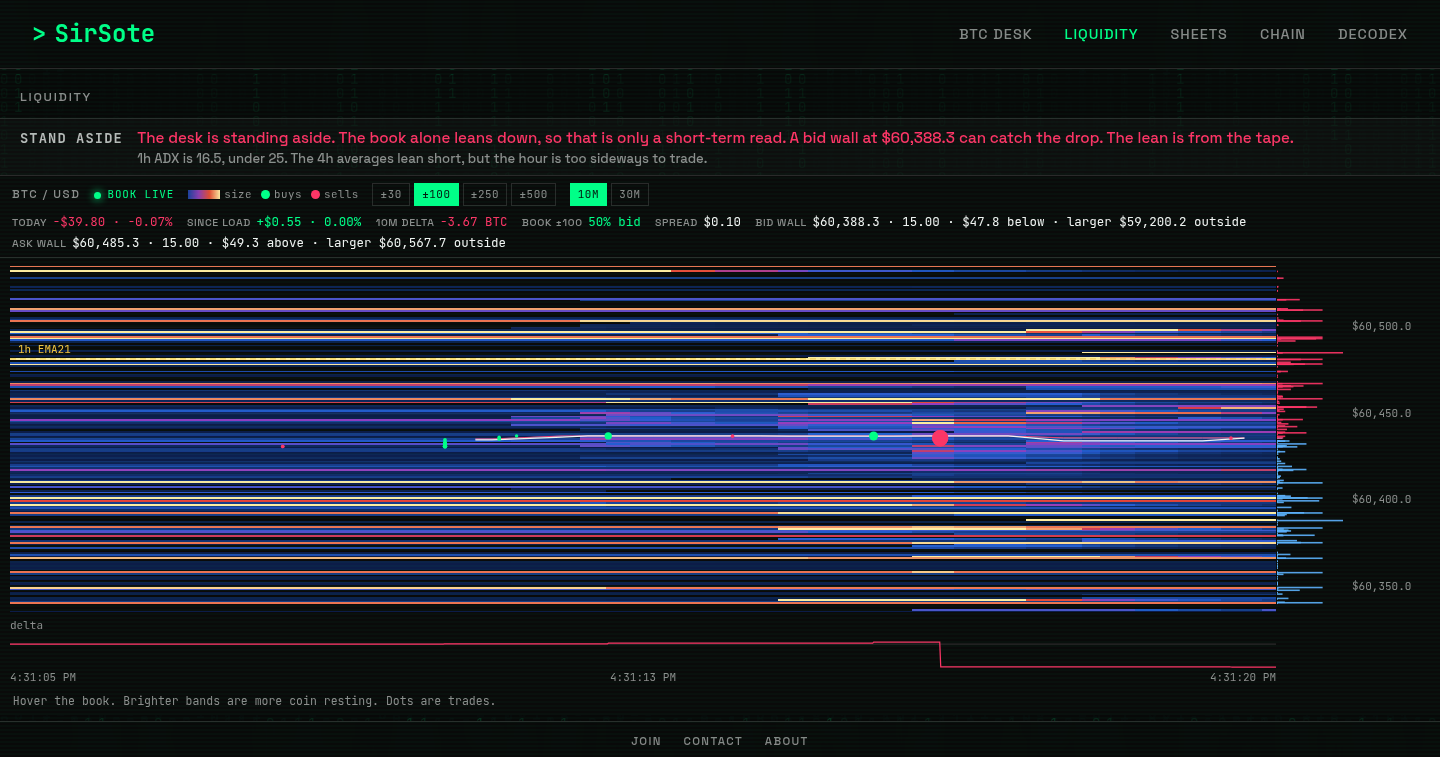 > SirSote
BTC DESK LIQUIDITY SHEETS CHAIN DECODEX
LIQUIDITY
STAND ASIDE The desk is standing aside. The book alone leans down, so that is only a short-term read. A bid wall at $60,388.3 can catch the drop. The lean is from the tape.
1h ADX is 16.5, under 25. The 4h averages lean short, but the hour is too sideways to trade.
BTC / USD BOOK LIVE size buys sells ±30 ±100 ±250 ±500 10M 30M
TODAY -$39.80 · -0.07% SINCE LOAD +$0.55 · 0.00% 10M DELTA -3.67 BTC BOOK ±100 50% bid SPREAD $0.10 BID WALL $60,388.3 · 15.00 · $47.8 below · larger $59,200.2 outside
ASK WALL $60,485.3 · 15.00 · $49.3 above · larger $60,567.7 outside
$60,500.0
1h EMA21
$60,450.0
$60,400.0
$60,350.0
delta
4:31:05 PM 4:31:13 PM 4:31:20 PM
Hover the book. Brighter bands are more coin resting. Dots are trades.
JOIN CONTACT ABOUT